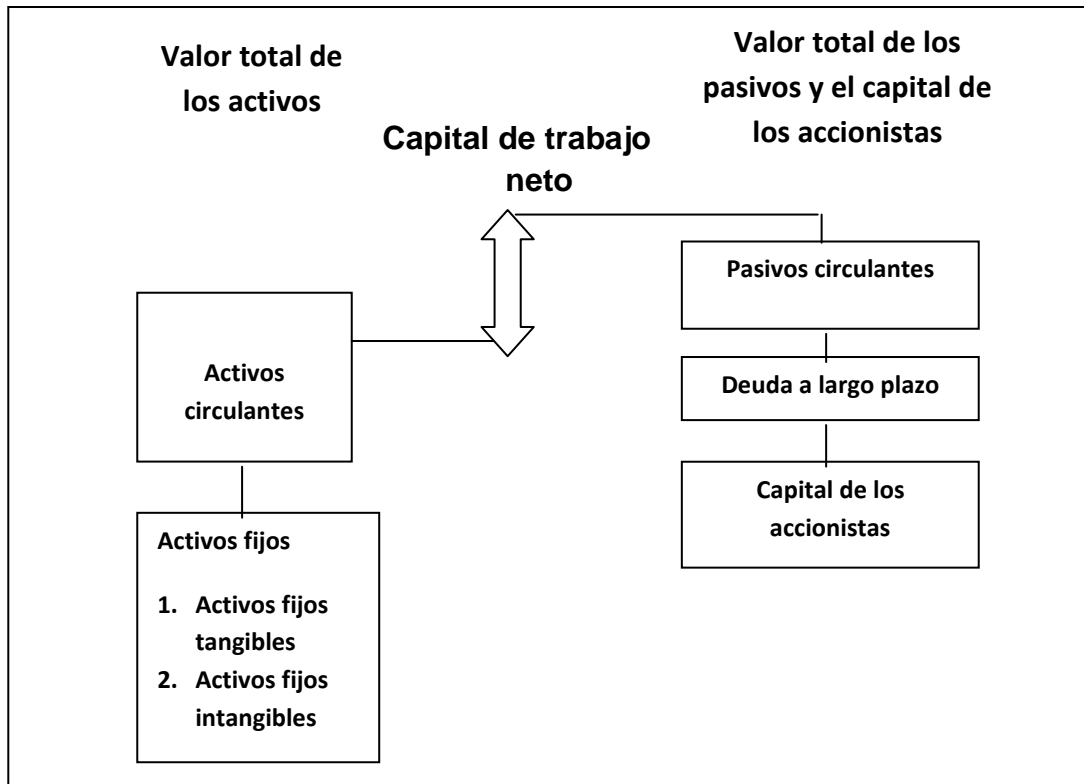 Valor total de
los activos
Valor total de los
pasivos y el capital de
los accionistas
Capital de trabajo
neto
Activos
circulantes
Activos fijos
1. Activos fijos
tangibles
2. Activos fijos
intangibles
Pasivos circulantes
Deuda a largo plazo
Capital de los
accionistas